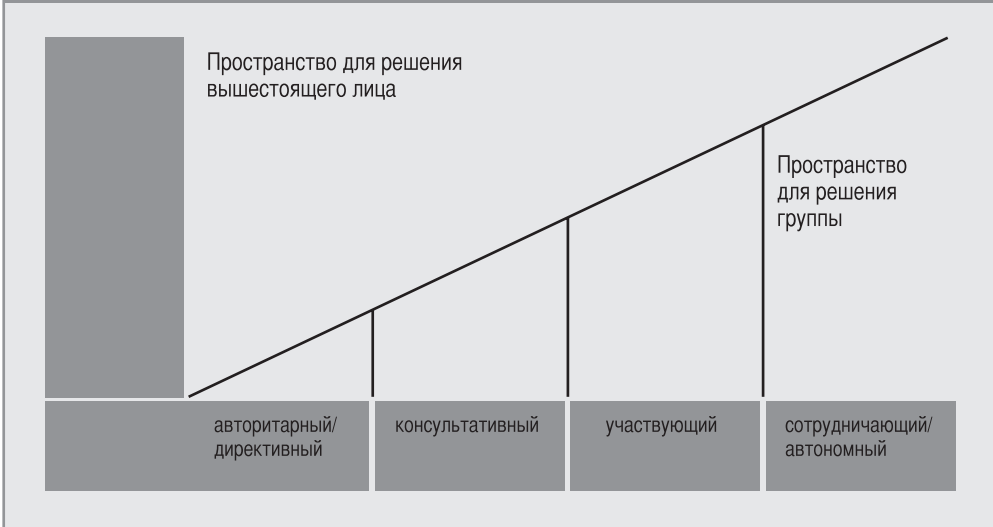 Пространство для решения
вышестоящего лица
Пространство
для решения
группы
авторитарный/
директивный
консультативный
участвующий
сотрудничающий/
автономный